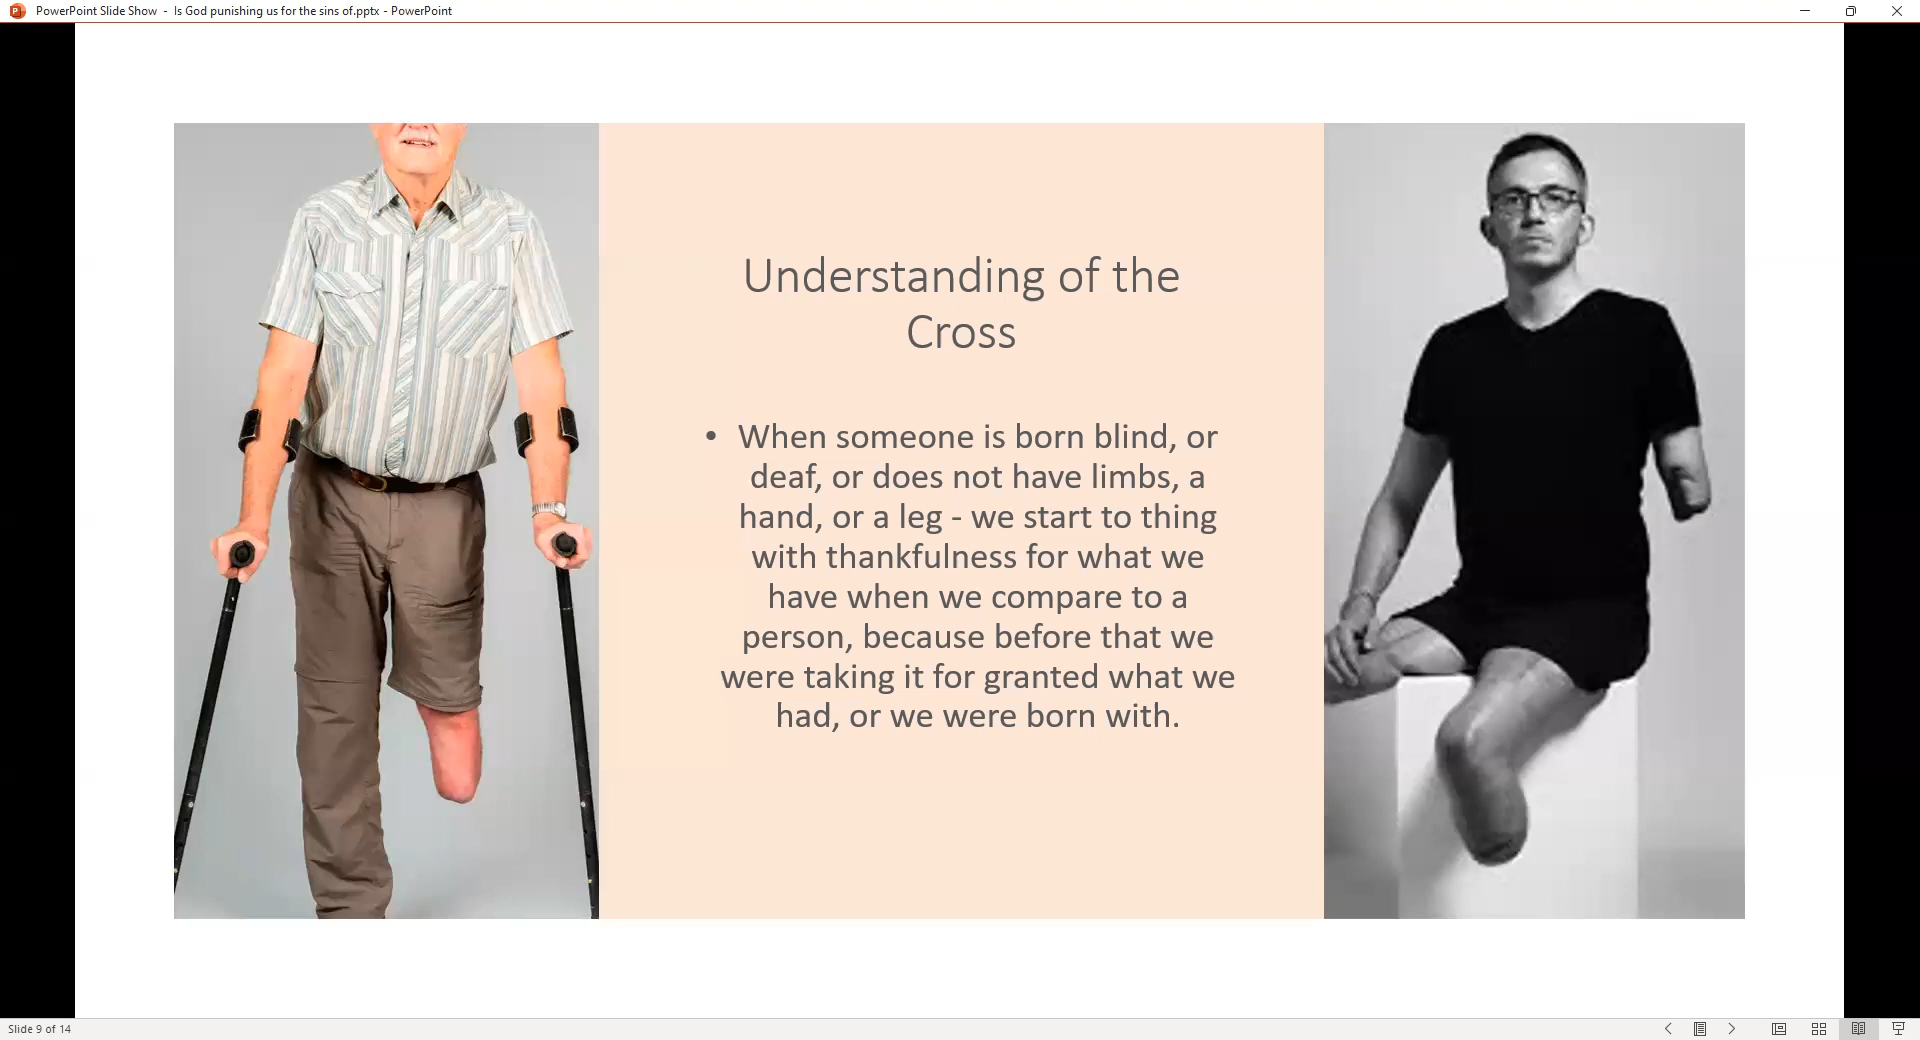 PowerPoint Slide Show - Is God punishing us for the sins of.pptx - PowerPoint
Understanding of the
Cross
• When someone is born blind, or
deaf, or does not have limbs, a
hand, or a leg - we start to thing
with thankfulness for what we
have when we compare to a
person, because before that we
were taking it for granted what we
had, or we were born with.
Slide 9 of 14